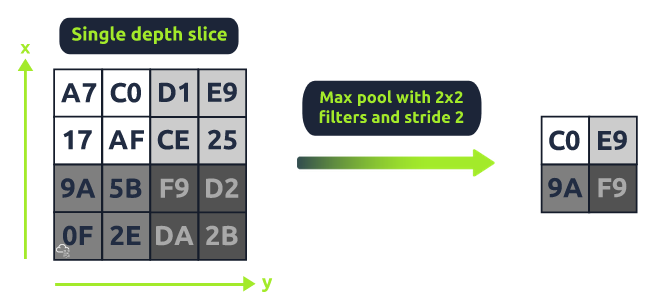 Single depth slice
x
A7 C0 D1 E9
17 AF CE 25
9A 5B F9 D2
0F 2E DA 2B
y
Max pool with 2x2
filters and stride 2
C0 E9
9A F9